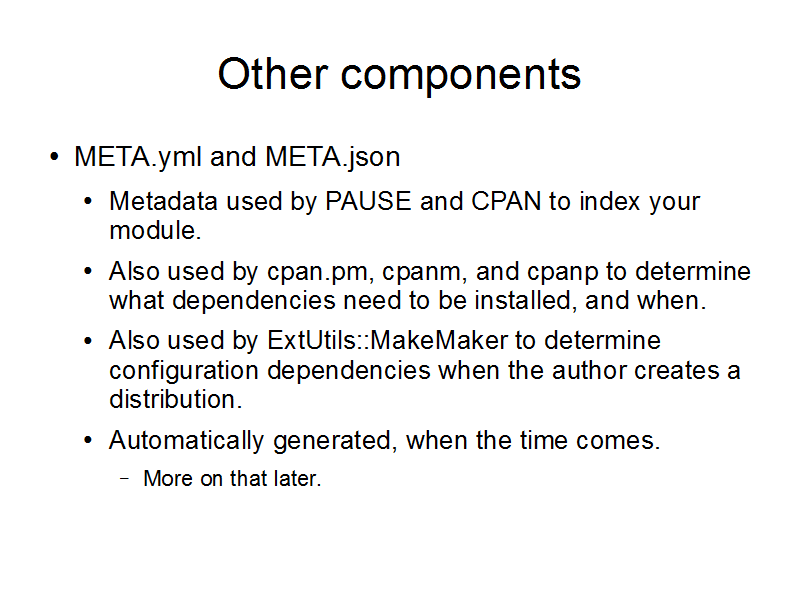 Other components
• META.yml and META.json
• Metadata used by PAUSE and CPAN to index your
module.
• Also used by cpan.pm, cpanm, and cpanp to determine
what dependencies need to be installed, and when.
• Also used by ExtUtils::MakeMaker to determine
configuration dependencies when the author creates a
distribution.
• Automatically generated, when the time comes.
– More on that later.